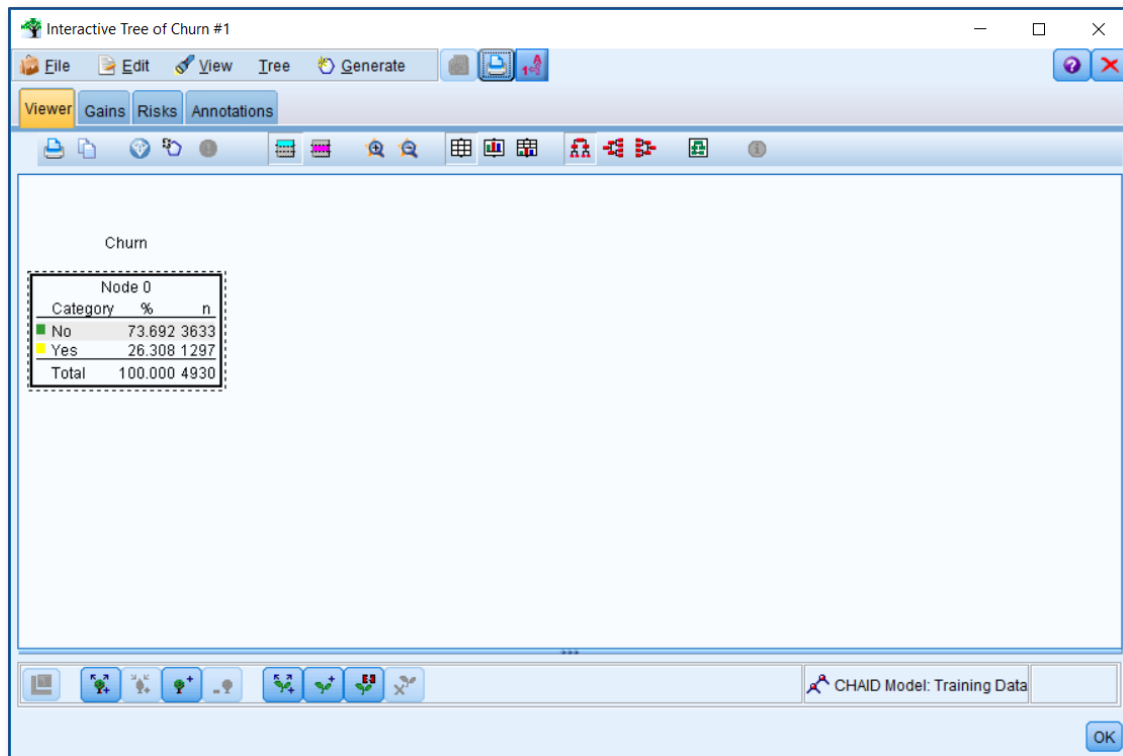 Interactive Tree of Churn #1
File Edit View Tree Generate
Viewer Gains Risks Annotations
Churn
Node 0
Category % n
No 73.692 3633
Yes 26.308 1297
Total 100.000 4930
CHAID Model: Training Data
OK